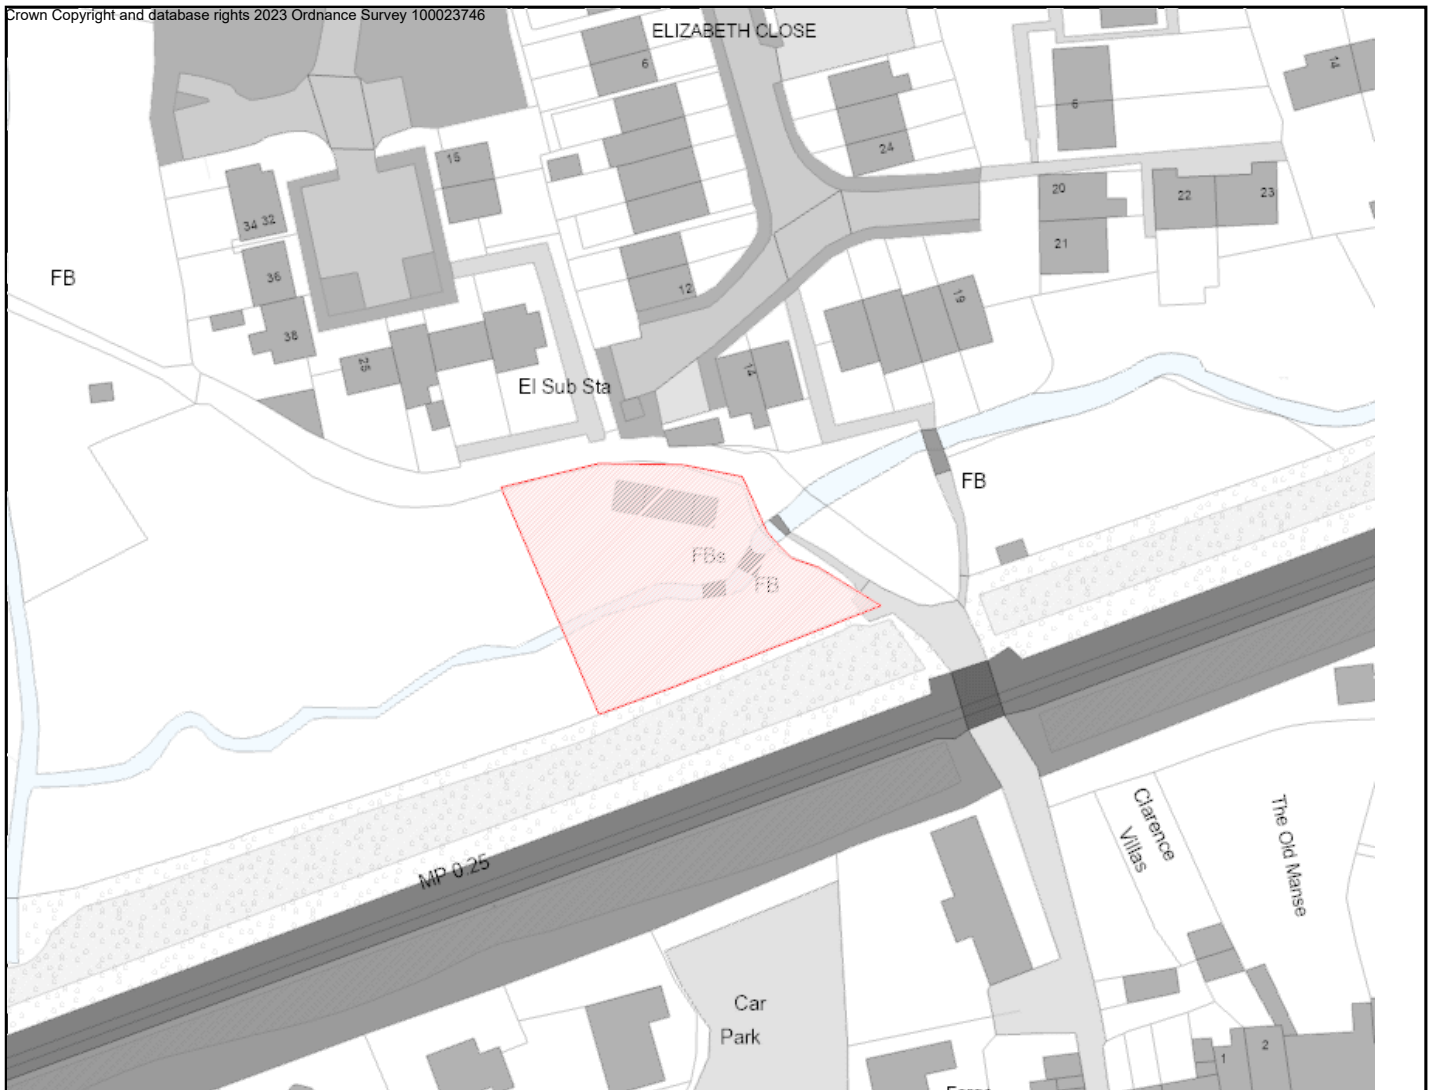 Crown Copyright and database rights 2023 Ordnance Survey 100023746
ELIZABETH CLOSE
6
14
6
24
15
20
22
23
34 32
21
FB
36
12
19
38
25
14
El Sub Sta
FB
FBs
FB
MP 0.25
Clarence
Villas
The Old Manse
Car
Park
1
2